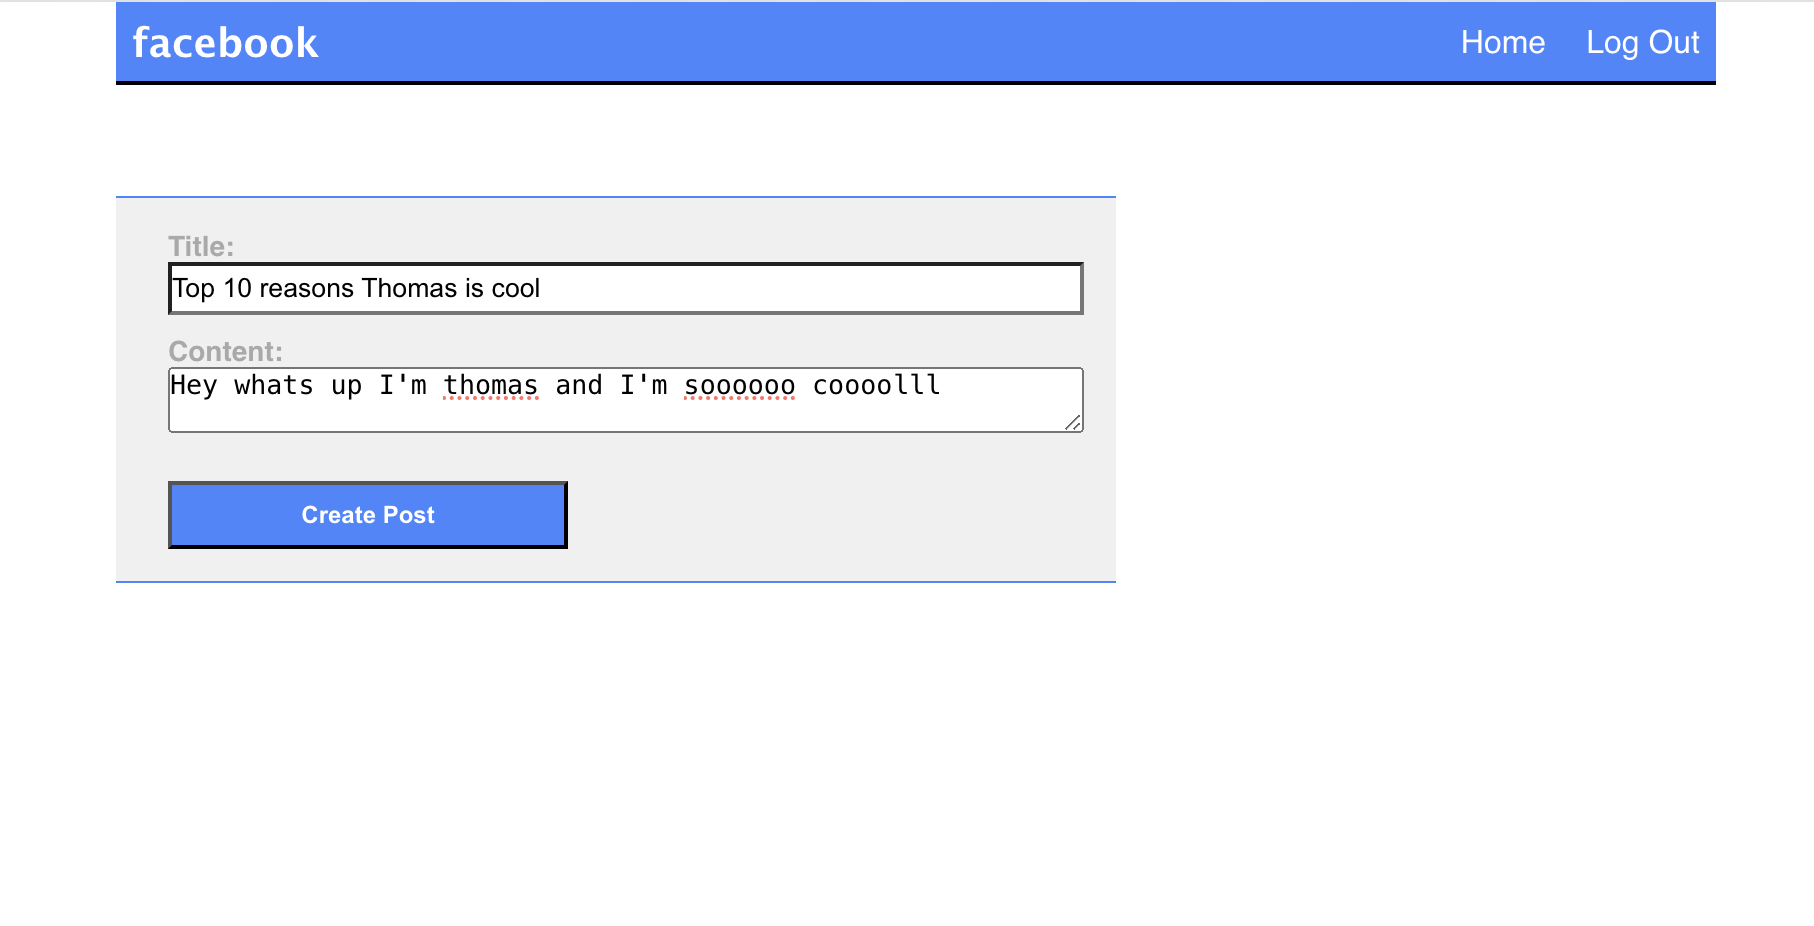 facebook Home Log Out
Title:
Top 10 reasons Thomas is cool
Content:
Hey whats up I'm thomas and I'm soooooo coooolll
Create Post